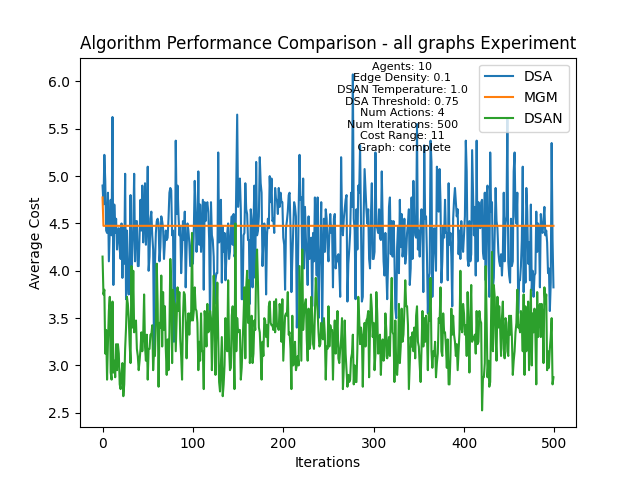 Algorithm Performance Comparison - all graphs Experiment
Agents: 10
Edge Density: 0.1
DSAN Temperature: 1.0
DSA Threshold: 0.75
Num Actions: 4
Num Iterations: 500
Cost Range: 11
Graph: complete
DSA
MGM
DSAN
Average Cost
6.0
5.5
5.0
4.5
4.0
3.5
3.0
2.5
0 100 200 300 400 500
Iterations